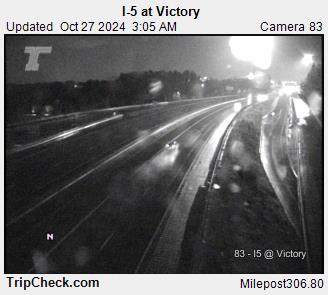 I-5 at Victory
Updated Oct 27 2024 3:05 AM Camera 83
T
N
83 - I5 @ Victory
TripCheck.com Milepost306.80